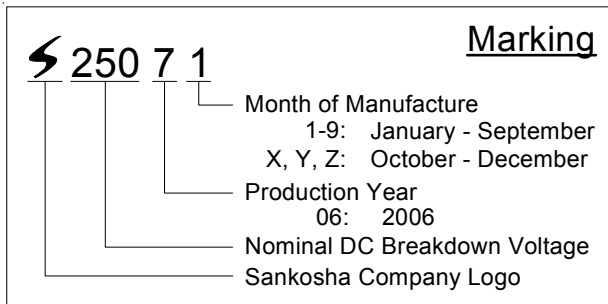 Marking
250 7 1
Month of Manufacture
1-9: January - September
X, Y, Z: October - December
Production Year
06: 2006
Nominal DC Breakdown Voltage
Sankosha Company Logo